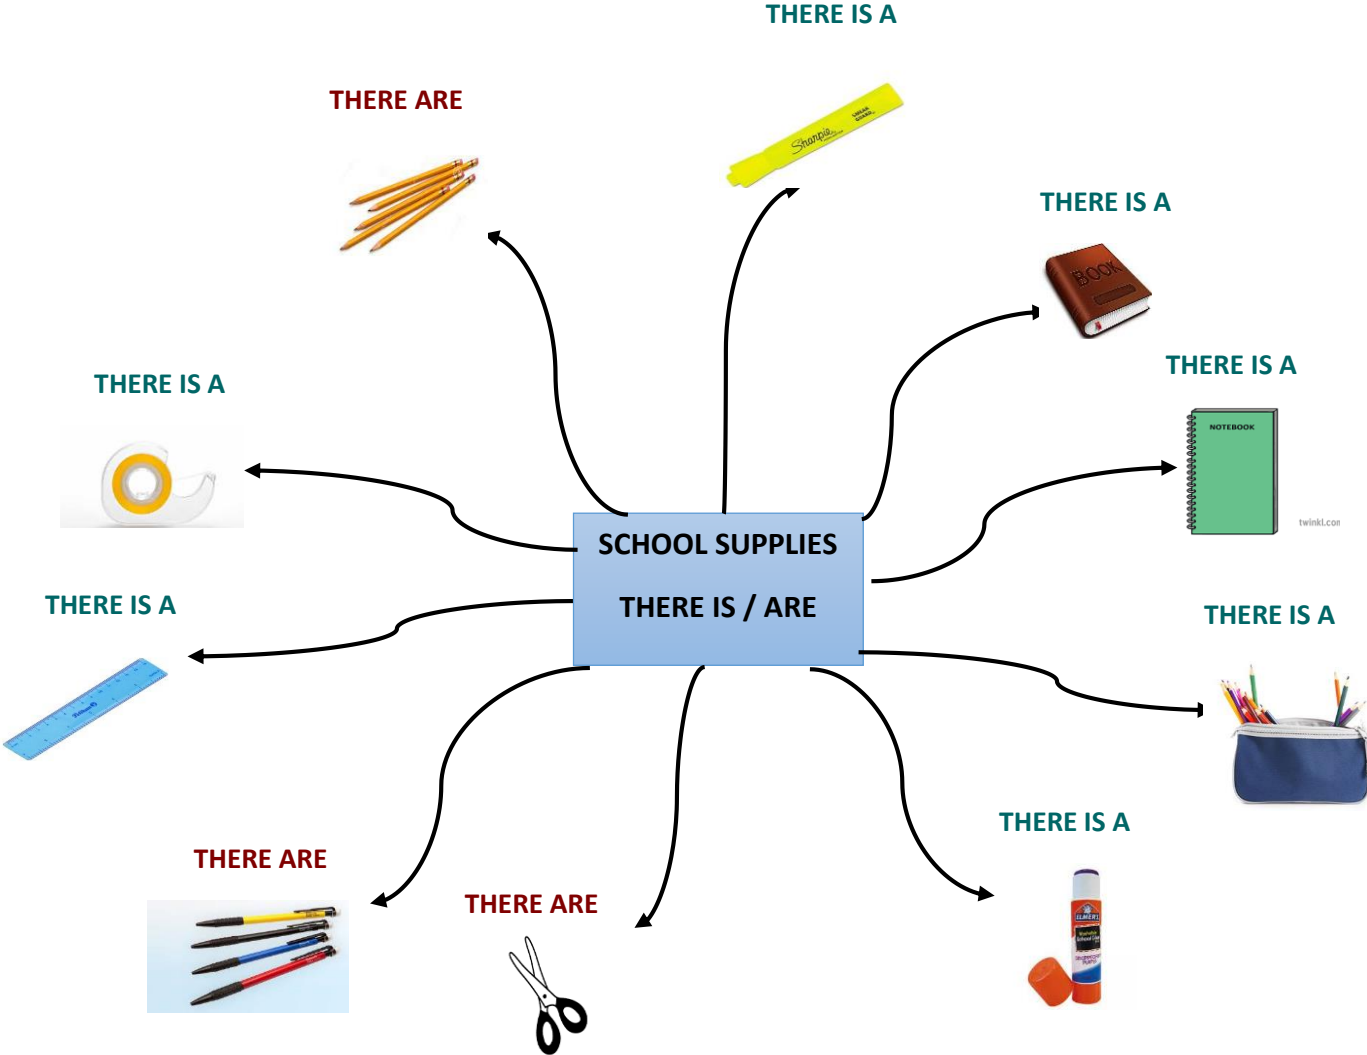 THERE IS A
THERE ARE
Sharpie
THERE IS A
BOOK
THERE IS A
NOTEBOOK
twinkl.com
THERE IS A
SCHOOL SUPPLIES
THERE IS / ARE
THERE IS A
THERE IS A
THERE IS A
ELMER'S
THERE ARE
THERE ARE